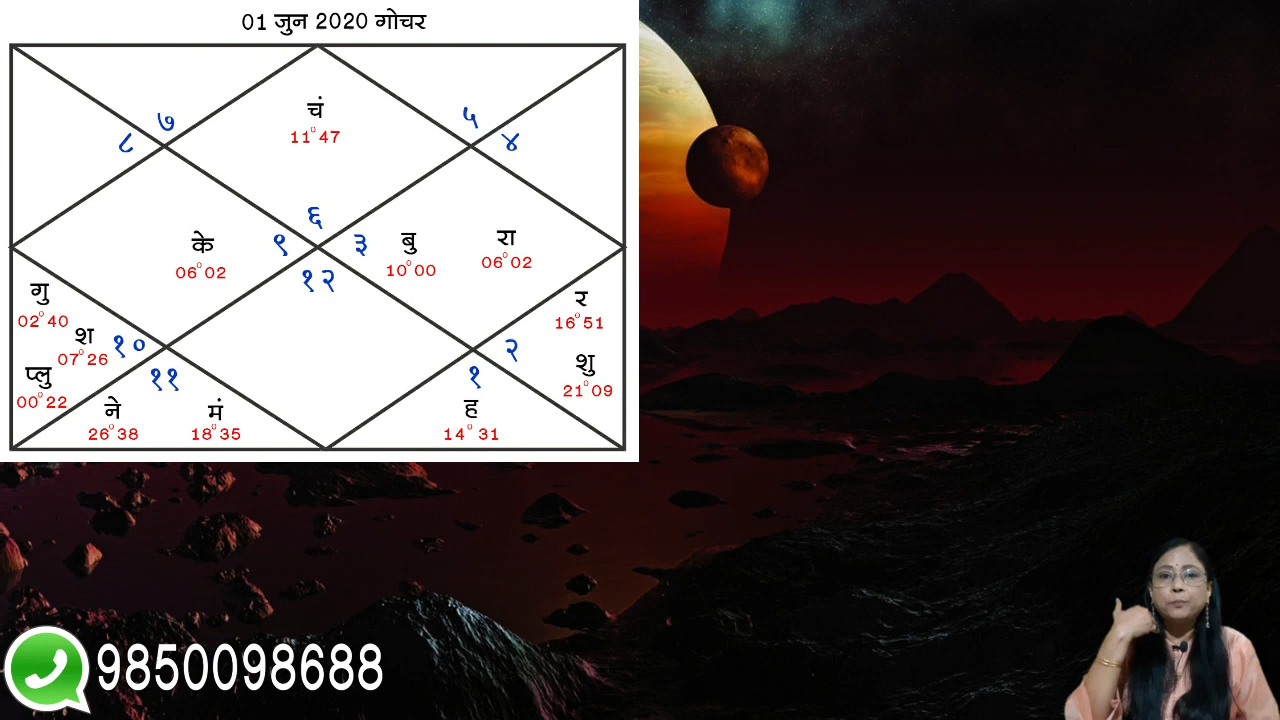 01 जुन 2020 गोचर
चं
11°47
७
८
५
४
६
के
06°02
९
३
बु
10°00
रा
06°02
१२
गु
02°40
श
07°26
१०
प्लु
00°22
११
ने
26°38
मं
18°35
र
16°51
२
शु
21°09
१
ह
14°31
9850098688